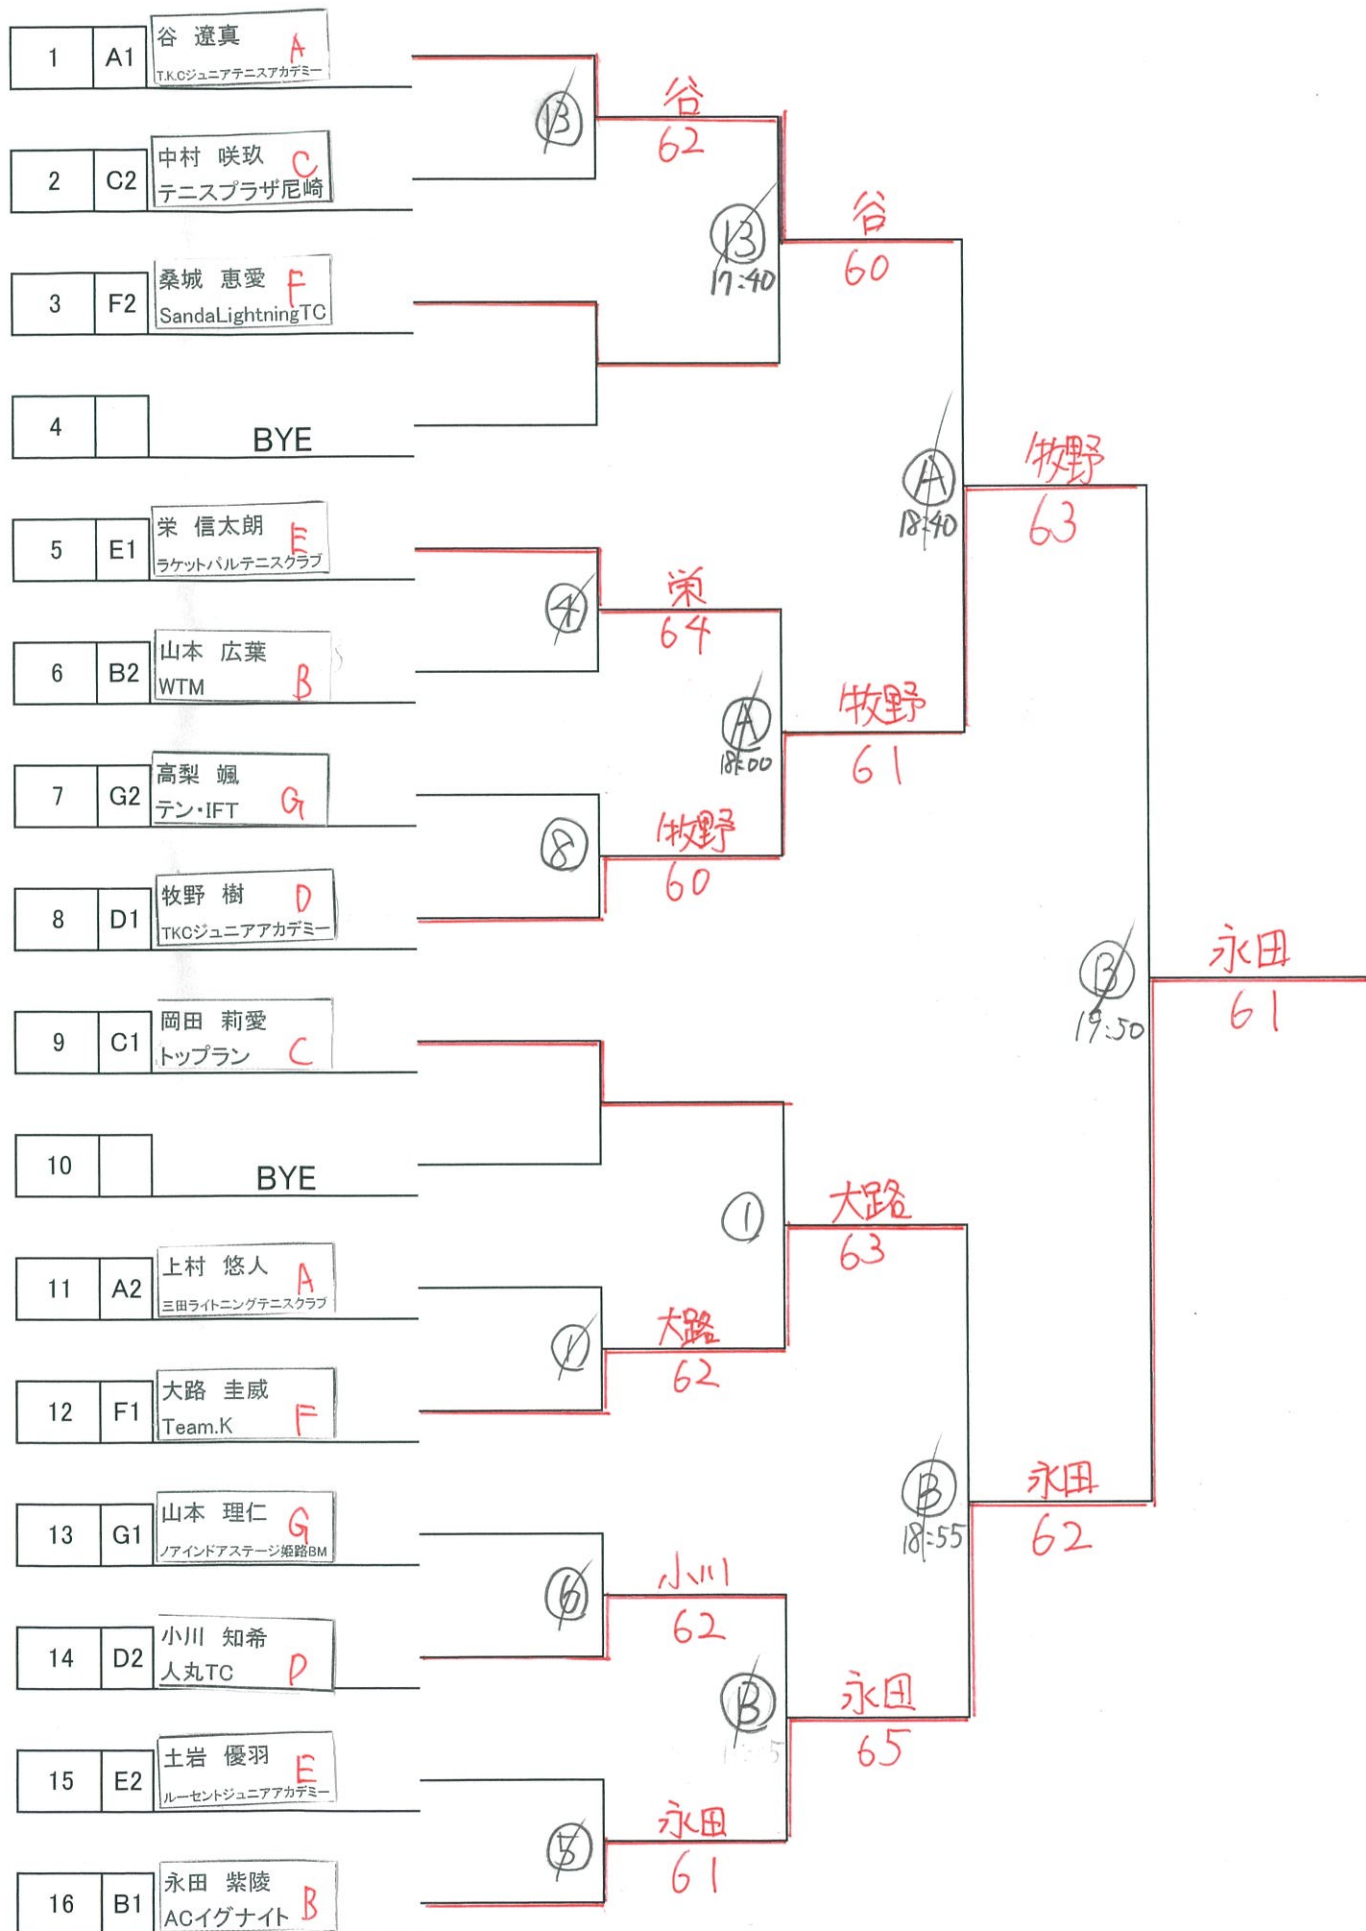 1 A1 谷 遼真 A
T.K.Cジュニアテニスアカデミー
13
谷
62
2 C2 中村 咲玖 C
テニスプラザ尼崎
13
17:40
谷
60
3 F2 桑城 恵愛 F
SandaLightningTC
4 BYE
A
18:40
牧野
63
5 E1 栄 信太朗 E
ラケットパルテニスクラブ
4
栄
64
6 B2 山本 広葉
WTM B
A
18:00
牧野
61
7 G2 高梨 颯
テン・IFT G
8
牧野
60
8 D1 牧野 樹 D
TKCジュニアアカデミー
B
19:50
永田
61
9 C1 岡田 莉愛
トップラン C
10 BYE
1
大路
63
11 A2 上村 悠人 A
三田ライトニングテニスクラブ
1
大路
62
12 F1 大路 圭威
Team.K F
B
18:55
永田
62
13 G1 山本 理仁 G
ノアインドアステージ姫路BM
6
小川
62
14 D2 小川 知希
人丸TC D
B
永田
65
15 E2 土岩 優羽 E
ルーセントジュニアアカデミー
5
永田
61
16 B1 永田 紫陵
ACイグナイト B